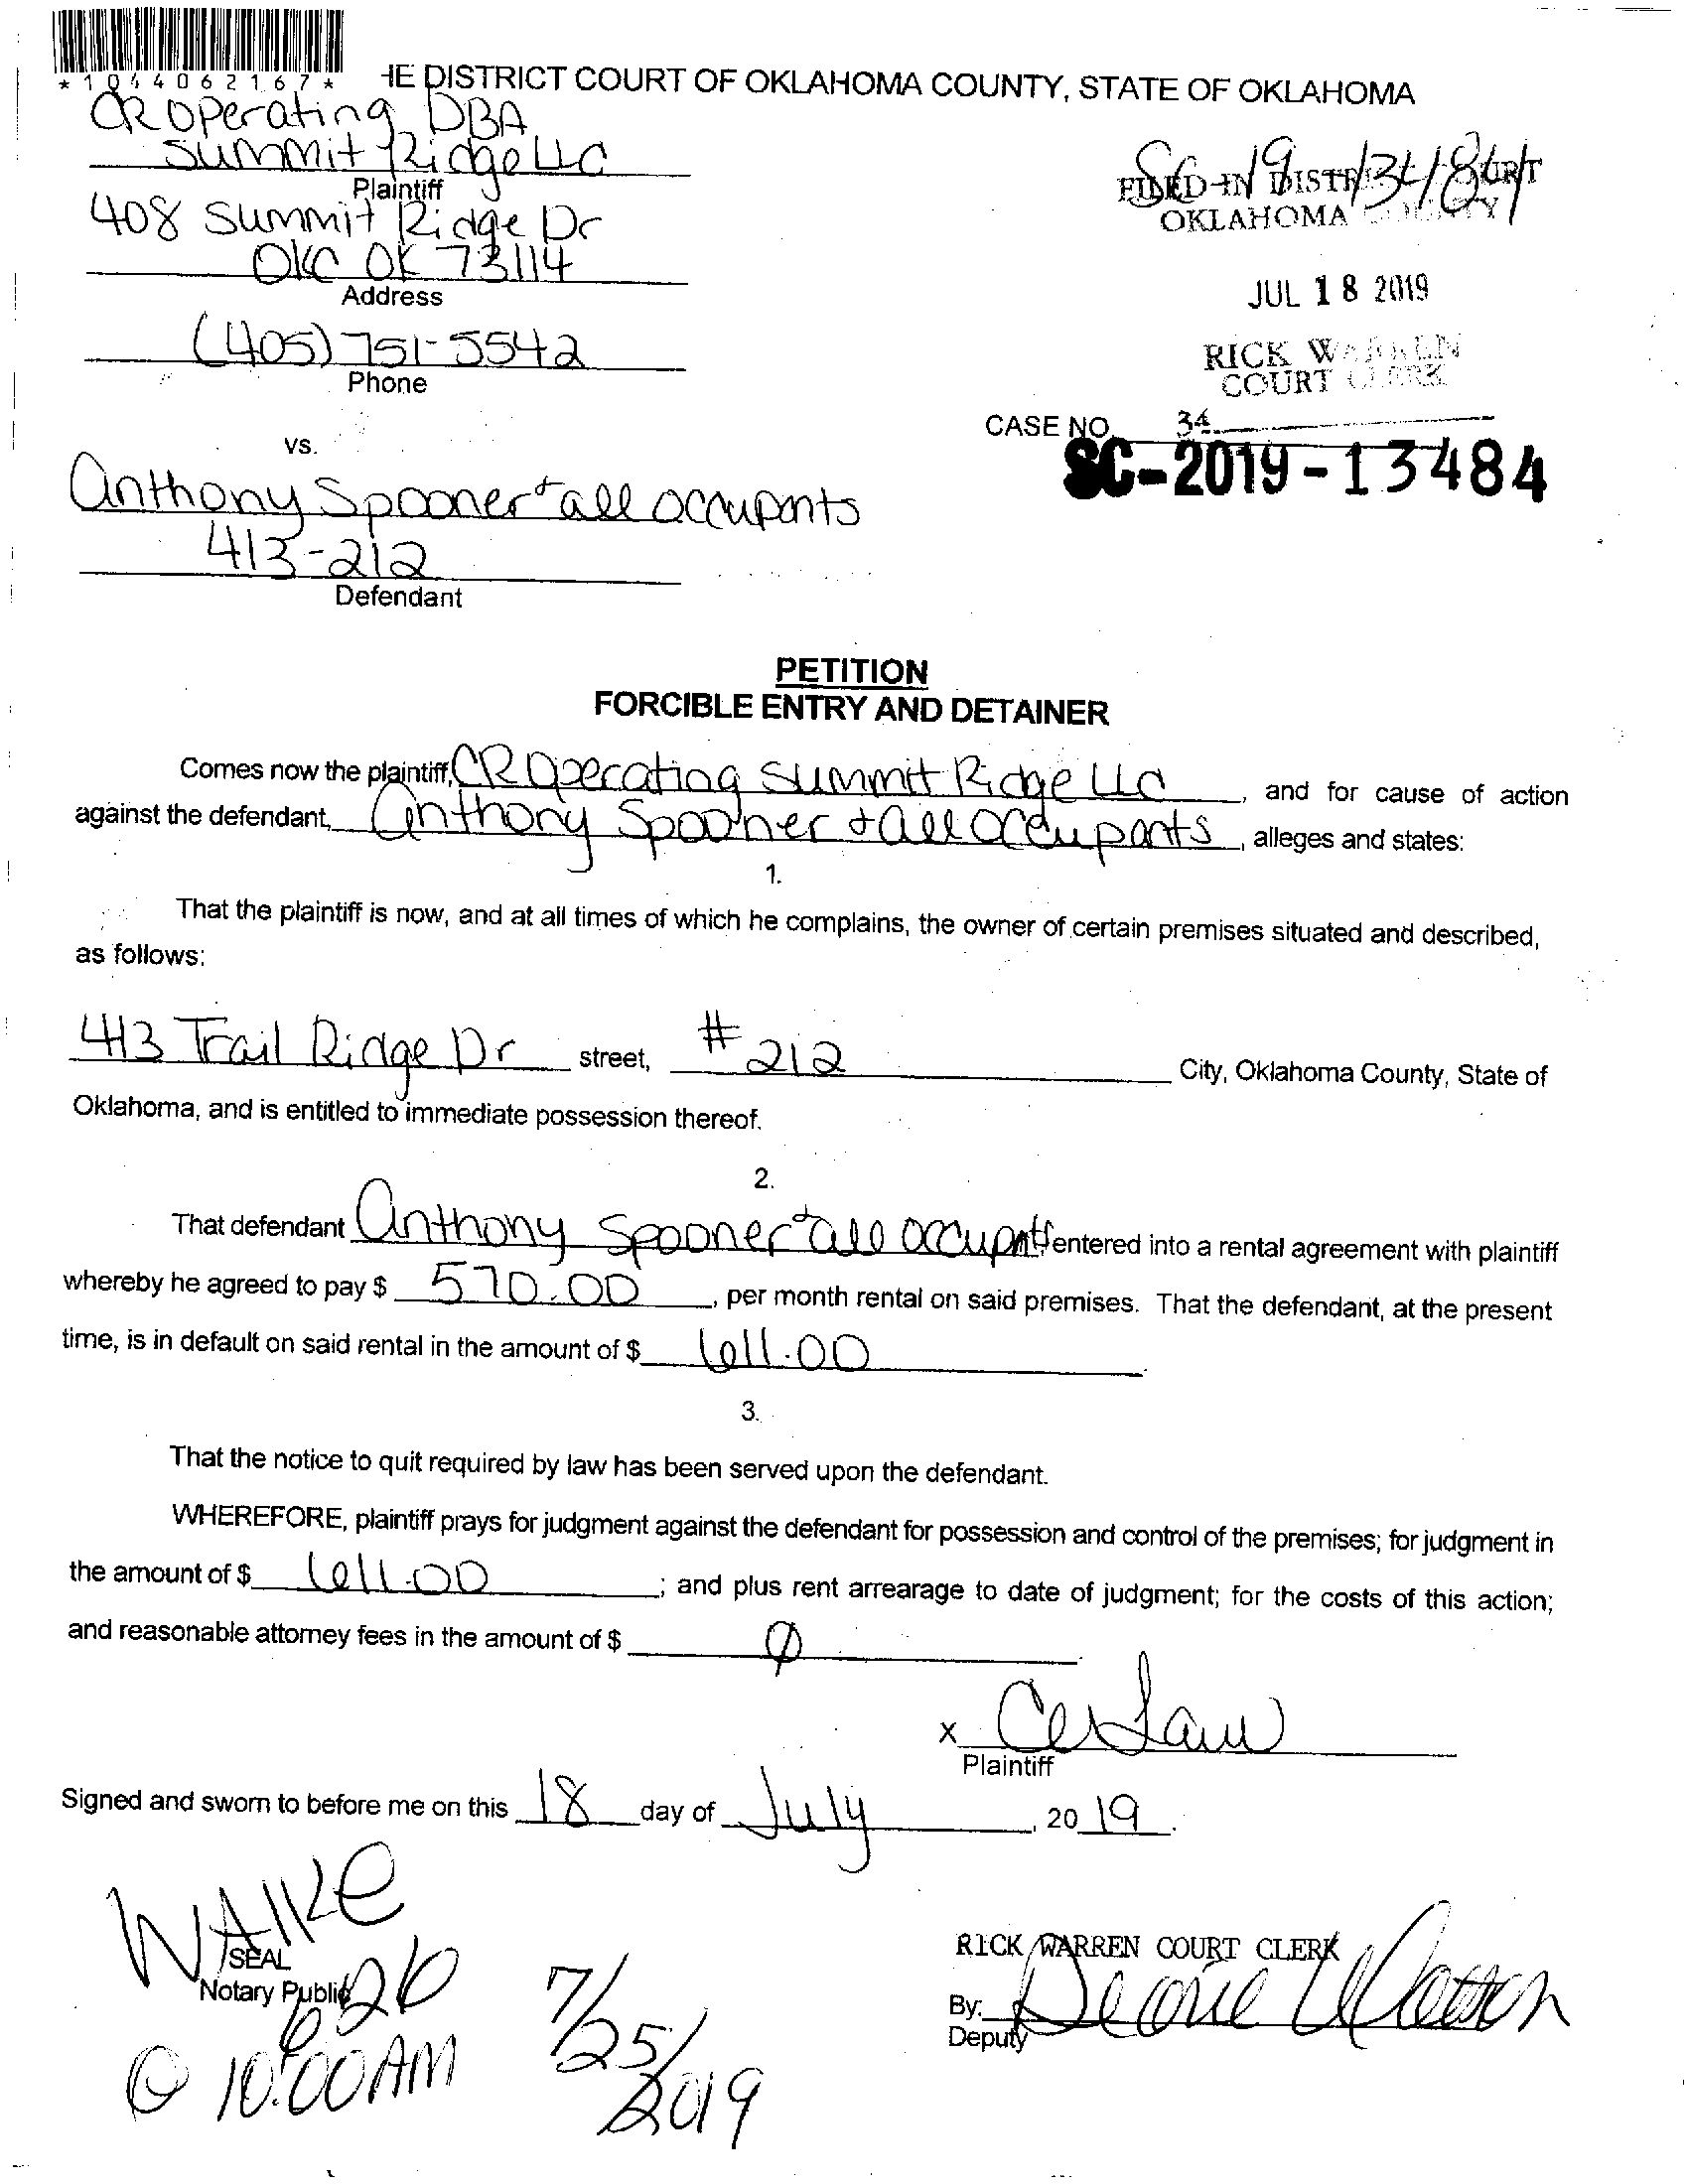 *1044062167*
HE DISTRICT COURT OF OKLAHOMA COUNTY, STATE OF OKLAHOMA
CR Operating DBA
Summit Ridge LLC
Plaintiff
408 Summit Ridge Dr
OKC OK 73114
Address
(405) 751-5542
Phone
SC-19-13484
FILED IN DISTRICT COURT
OKLAHOMA COUNTY
JUL 18 2019
RICK WARREN
COURT CLERK
34
CASE NO.
SC-2019-13484
vs.
Anthony Spooner + all occupants
413-212
Defendant
PETITION
FORCIBLE ENTRY AND DETAINER
Comes now the plaintiff, CR Operating Summit Ridge LLC, and for cause of action
against the defendant, Anthony Spooner + all occupants, alleges and states:
1.
That the plaintiff is now, and at all times of which he complains, the owner of certain premises situated and described,
as follows:
413 Trail Ridge Dr street, # 212 City, Oklahoma County, State of
Oklahoma, and is entitled to immediate possession thereof.
2.
That defendant Anthony Spooner + all occupants entered into a rental agreement with plaintiff
whereby he agreed to pay $ 570.00, per month rental on said premises. That the defendant, at the present
time, is in default on said rental in the amount of $ 611.00
3.
That the notice to quit required by law has been served upon the defendant.
WHEREFORE, plaintiff prays for judgment against the defendant for possession and control of the premises; for judgment in
the amount of $ 611.00; and plus rent arrearage to date of judgment; for the costs of this action;
and reasonable attorney fees in the amount of $ Ø
x
Plaintiff
Signed and sworn to before me on this 18 day of July, 20 19.
WAlke
SEAL
Notary Public
RICK WARREN COURT CLERK
By:
Deputy
@ 10:00AM 7/25/2019